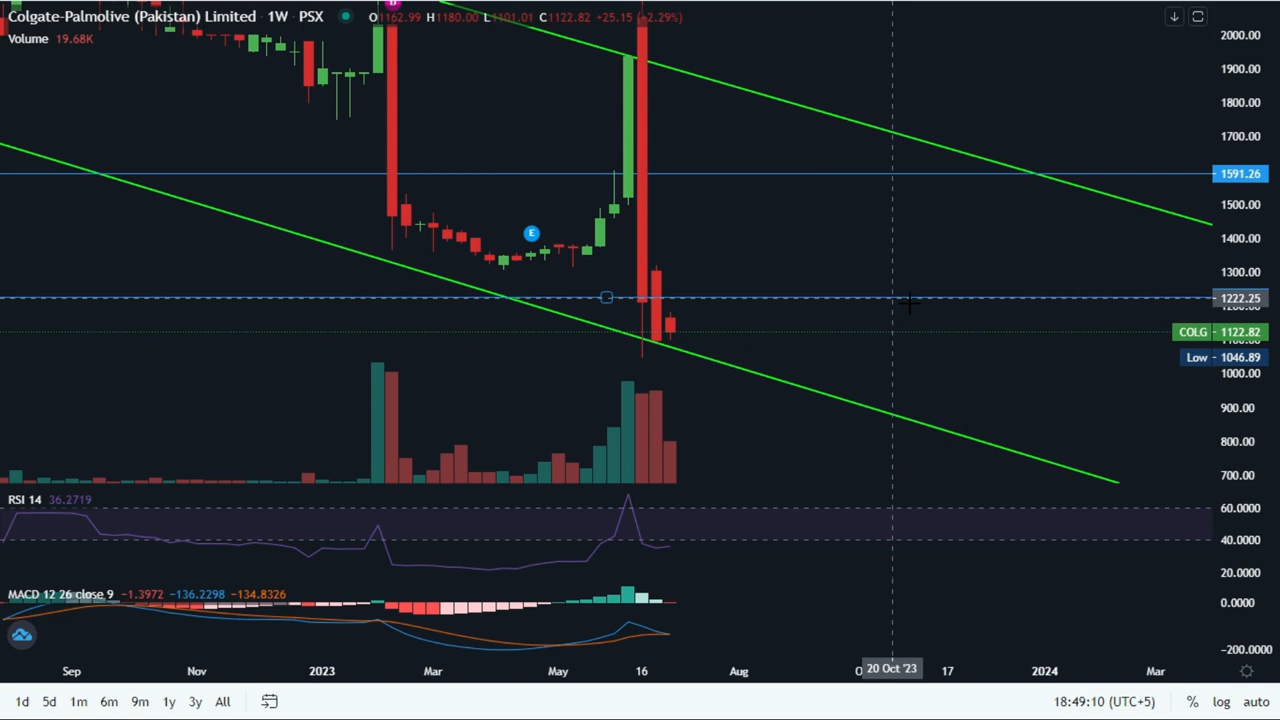 Colgate-Palmolive (Pakistan) Limited · 1W · PSX O1162.99 H1180.00 L1101.01 C1122.82 +25.15 (+2.29%)
Volume 19.68K
D
E
2000.00
1900.00
1800.00
1700.00
1591.26
1500.00
1400.00
1300.00
1222.25
COLG 1122.82
Low 1046.89
1000.00
900.00
800.00
700.00
RSI 14 36.2719
60.0000
40.0000
20.0000
MACD 12 26 close 9 −1.3972 −136.2298 −134.8326
0.0000
−200.0000
Sep Nov 2023 Mar May 16 Aug 20 Oct '23 17 2024 Mar
1d 5d 1m 6m 9m 1y 3y All 18:49:10 (UTC+5) % log auto